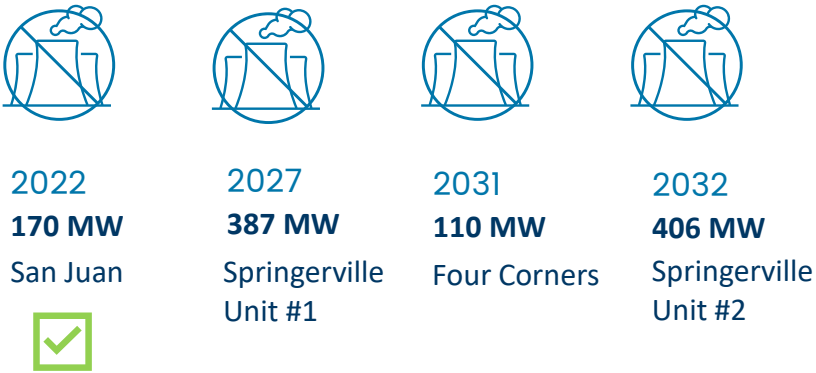 2022
170 MW
San Juan
2027
387 MW
Springerville
Unit #1
2031
110 MW
Four Corners
2032
406 MW
Springerville
Unit #2